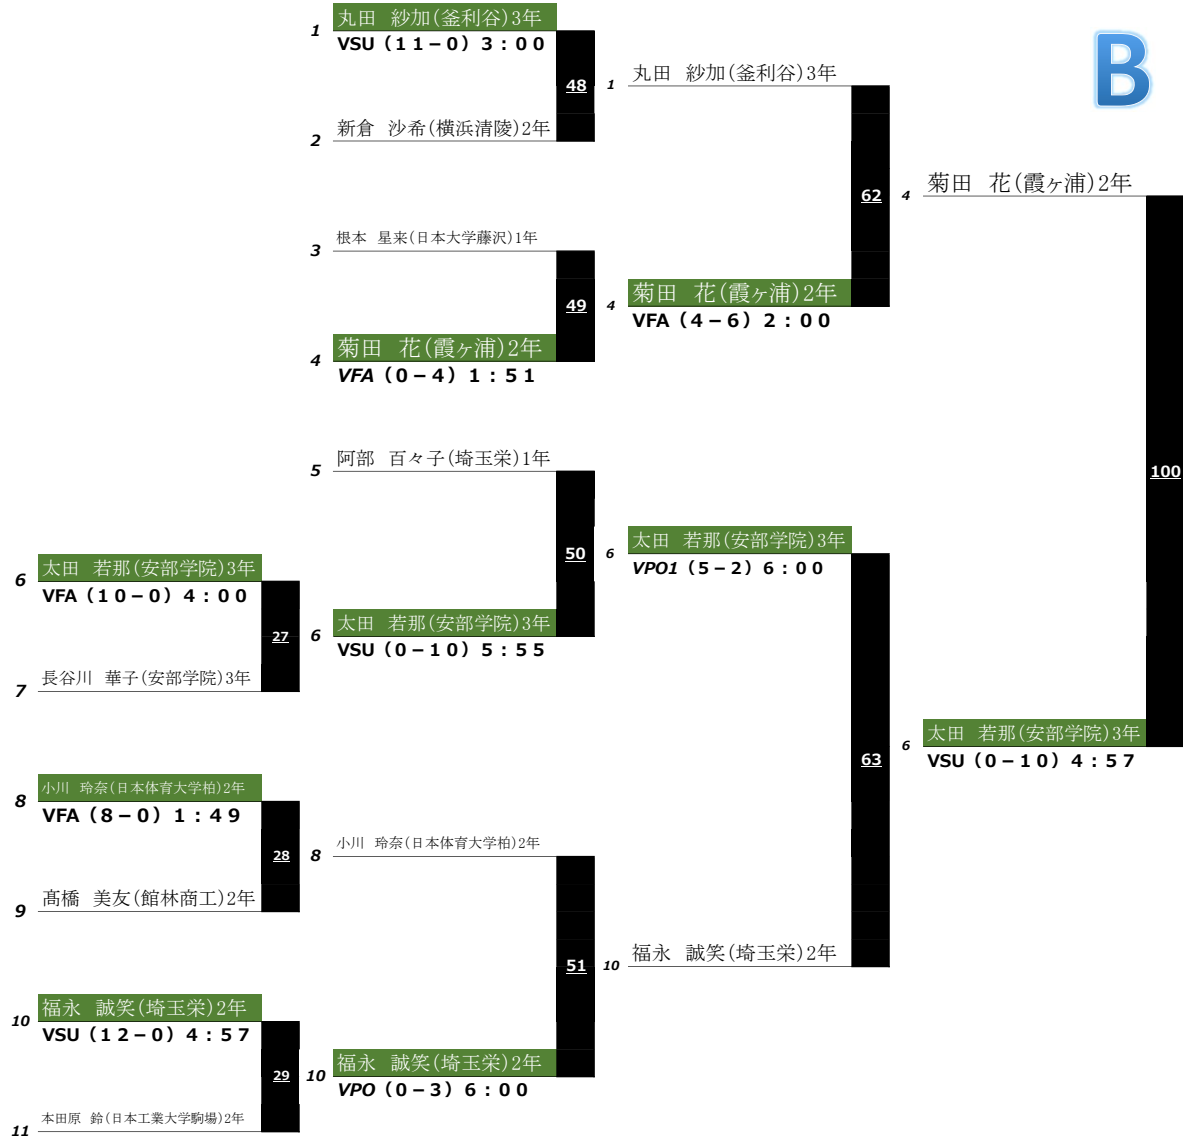 B
1 丸田　紗加(釜利谷)3年
VSU（１１－０）３：００
48
2 新倉　沙希(横浜清陵)2年
1 丸田　紗加(釜利谷)3年
62
4 菊田　花(霞ヶ浦)2年
3 根本　星来(日本大学藤沢)1年
49
4 菊田　花(霞ヶ浦)2年
VFA（４－６）２：００
4 菊田　花(霞ヶ浦)2年
VFA（０－４）１：５１
5 阿部　百々子(埼玉栄)1年
100
50
6 太田　若那(安部学院)3年
VPO1（５－２）６：００
6 太田　若那(安部学院)3年
VFA（１０－０）４：００
27
6 太田　若那(安部学院)3年
VSU（０－１０）５：５５
7 長谷川　華子(安部学院)3年
63
6 太田　若那(安部学院)3年
VSU（０－１０）４：５７
8 小川　玲奈(日本体育大学柏)2年
VFA（８－０）１：４９
28
8 小川　玲奈(日本体育大学柏)2年
9 髙橋　美友(館林商工)2年
51
10 福永　誠笑(埼玉栄)2年
10 福永　誠笑(埼玉栄)2年
VSU（１２－０）４：５７
29
10 福永　誠笑(埼玉栄)2年
VPO（０－３）６：００
11 本田原　鈴(日本工業大学駒場)2年